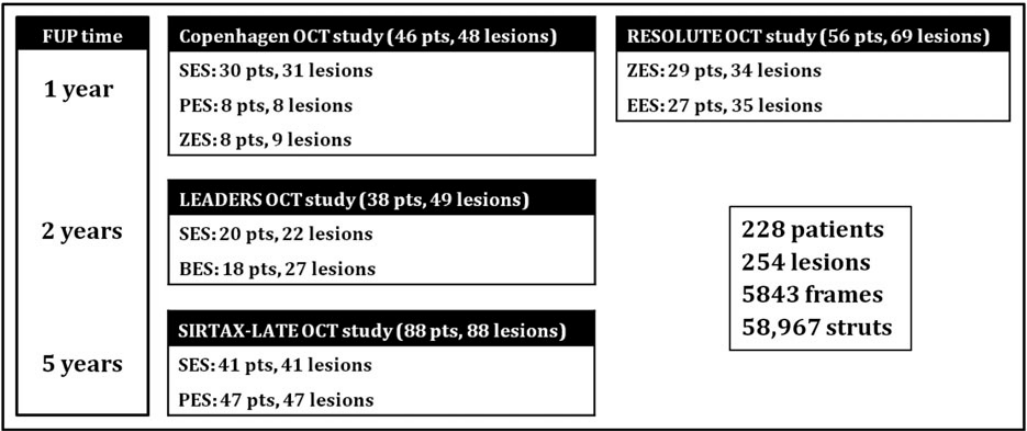 FUP time
1 year
2 years
5 years
Copenhagen OCT study (46 pts, 48 lesions)
SES: 30 pts, 31 lesions
PES: 8 pts, 8 lesions
ZES: 8 pts, 9 lesions
RESOLUTE OCT study (56 pts, 69 lesions)
ZES: 29 pts, 34 lesions
EES: 27 pts, 35 lesions
LEADERS OCT study (38 pts, 49 lesions)
SES: 20 pts, 22 lesions
BES: 18 pts, 27 lesions
SIRTAX-LATE OCT study (88 pts, 88 lesions)
SES: 41 pts, 41 lesions
PES: 47 pts, 47 lesions
228 patients
254 lesions
5843 frames
58,967 struts